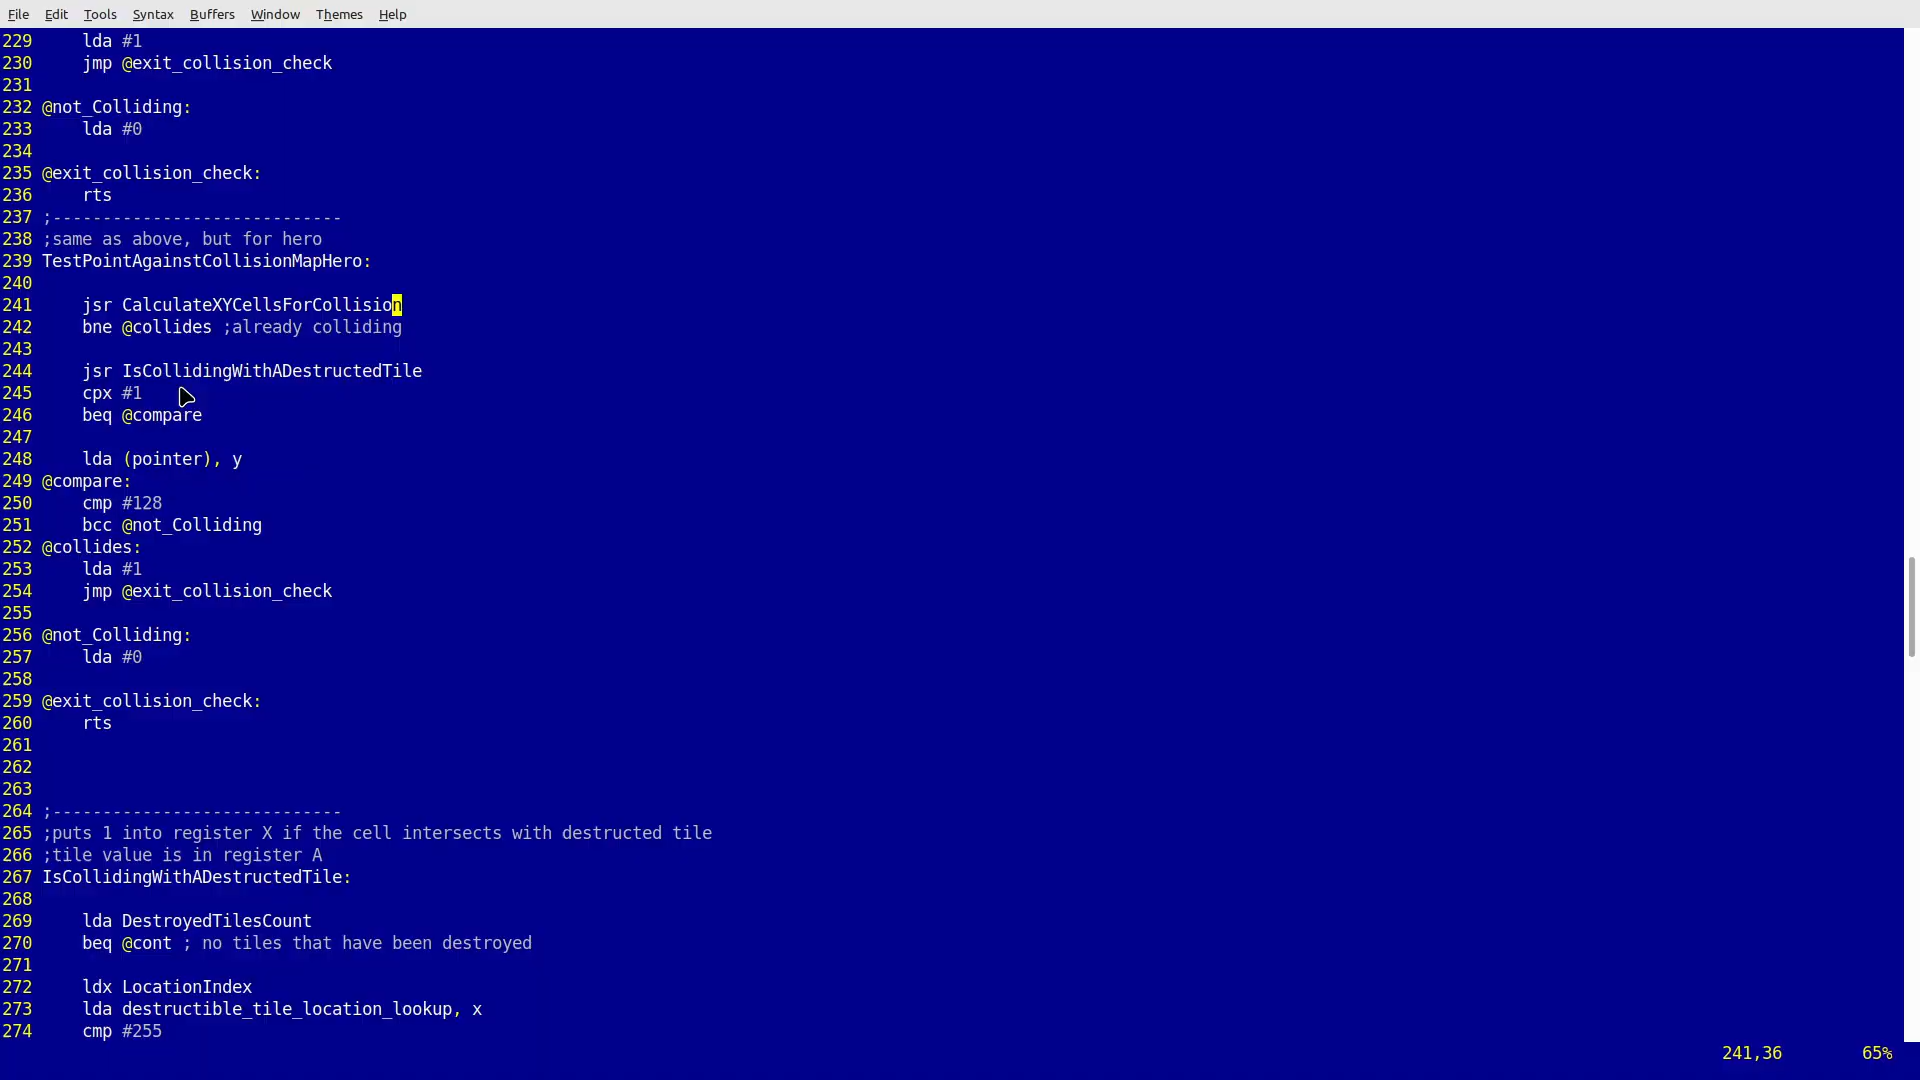 File Edit Tools Syntax Buffers Window Themes Help
229     lda #1
230     jmp @exit_collision_check
231
232 @not_Colliding:
233     lda #0
234
235 @exit_collision_check:
236     rts
237 ;-----------------------------
238 ;same as above, but for hero
239 TestPointAgainstCollisionMapHero:
240
241     jsr CalculateXYCellsForCollision
242     bne @collides ;already colliding
243
244     jsr IsCollidingWithADestructedTile
245     cpx #1
246     beq @compare
247
248     lda (pointer), y
249 @compare:
250     cmp #128
251     bcc @not_Colliding
252 @collides:
253     lda #1
254     jmp @exit_collision_check
255
256 @not_Colliding:
257     lda #0
258
259 @exit_collision_check:
260     rts
261
262
263
264 ;-----------------------------
265 ;puts 1 into register X if the cell intersects with destructed tile
266 ;tile value is in register A
267 IsCollidingWithADestructedTile:
268
269     lda DestroyedTilesCount
270     beq @cont ; no tiles that have been destroyed
271
272     ldx LocationIndex
273     lda destructible_tile_location_lookup, x
274     cmp #255
241,36 65%